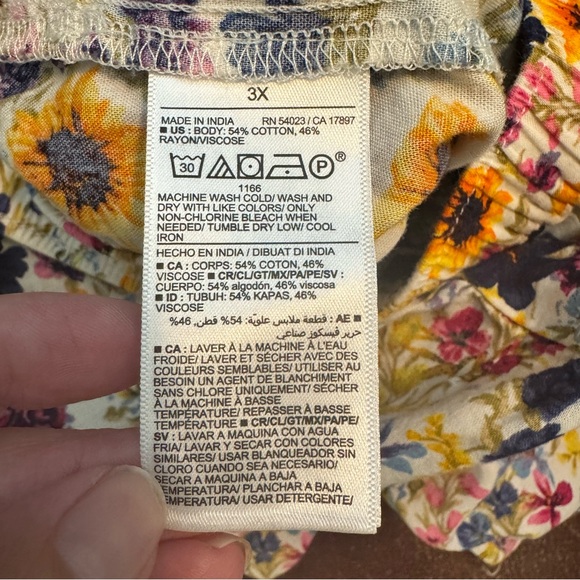 3X
MADE IN INDIA RN 54023 / CA 17897
■ US : BODY: 54% COTTON, 46%
RAYON/VISCOSE
30 P ®
1166
MACHINE WASH COLD/ WASH AND
DRY WITH LIKE COLORS/ ONLY
NON-CHLORINE BLEACH WHEN
NEEDED/ TUMBLE DRY LOW/ COOL
IRON
HECHO EN INDIA / DIBUAT DI INDIA
■ CA : CORPS: 54% COTON, 46%
VISCOSE ■ CR/CL/GT/MX/PA/PE/SV :
CUERPO: 54% algodón, 46% viscosa
■ ID : TUBUH: 54% KAPAS, 46%
VISCOSE
■ AE : قطعة ملابس علوية: 54% قطن, 46%
حرير فيسكوز صناعي
■ CA : LAVER À LA MACHINE À L'EAU
FROIDE/ LAVER ET SÉCHER AVEC DES
COULEURS SEMBLABLES/ UTILISER AU
BESOIN UN AGENT DE BLANCHIMENT
SANS CHLORE UNIQUEMENT/ SÉCHER
À LA MACHINE À BASSE
TEMPÉRATURE/ REPASSER À BASSE
TEMPÉRATURE ■ CR/CL/GT/MX/PA/PE/
SV : LAVAR A MAQUINA CON AGUA
FRIA/ LAVAR Y SECAR CON COLORES
SIMILARES/ USAR BLANQUEADOR SIN
CLORO CUANDO SEA NECESARIO/
SECAR A MAQUINA A BAJA
TEMPERATURA/ PLANCHAR A BAJA
TEMPERATURA/ USAR DETERGENTE/